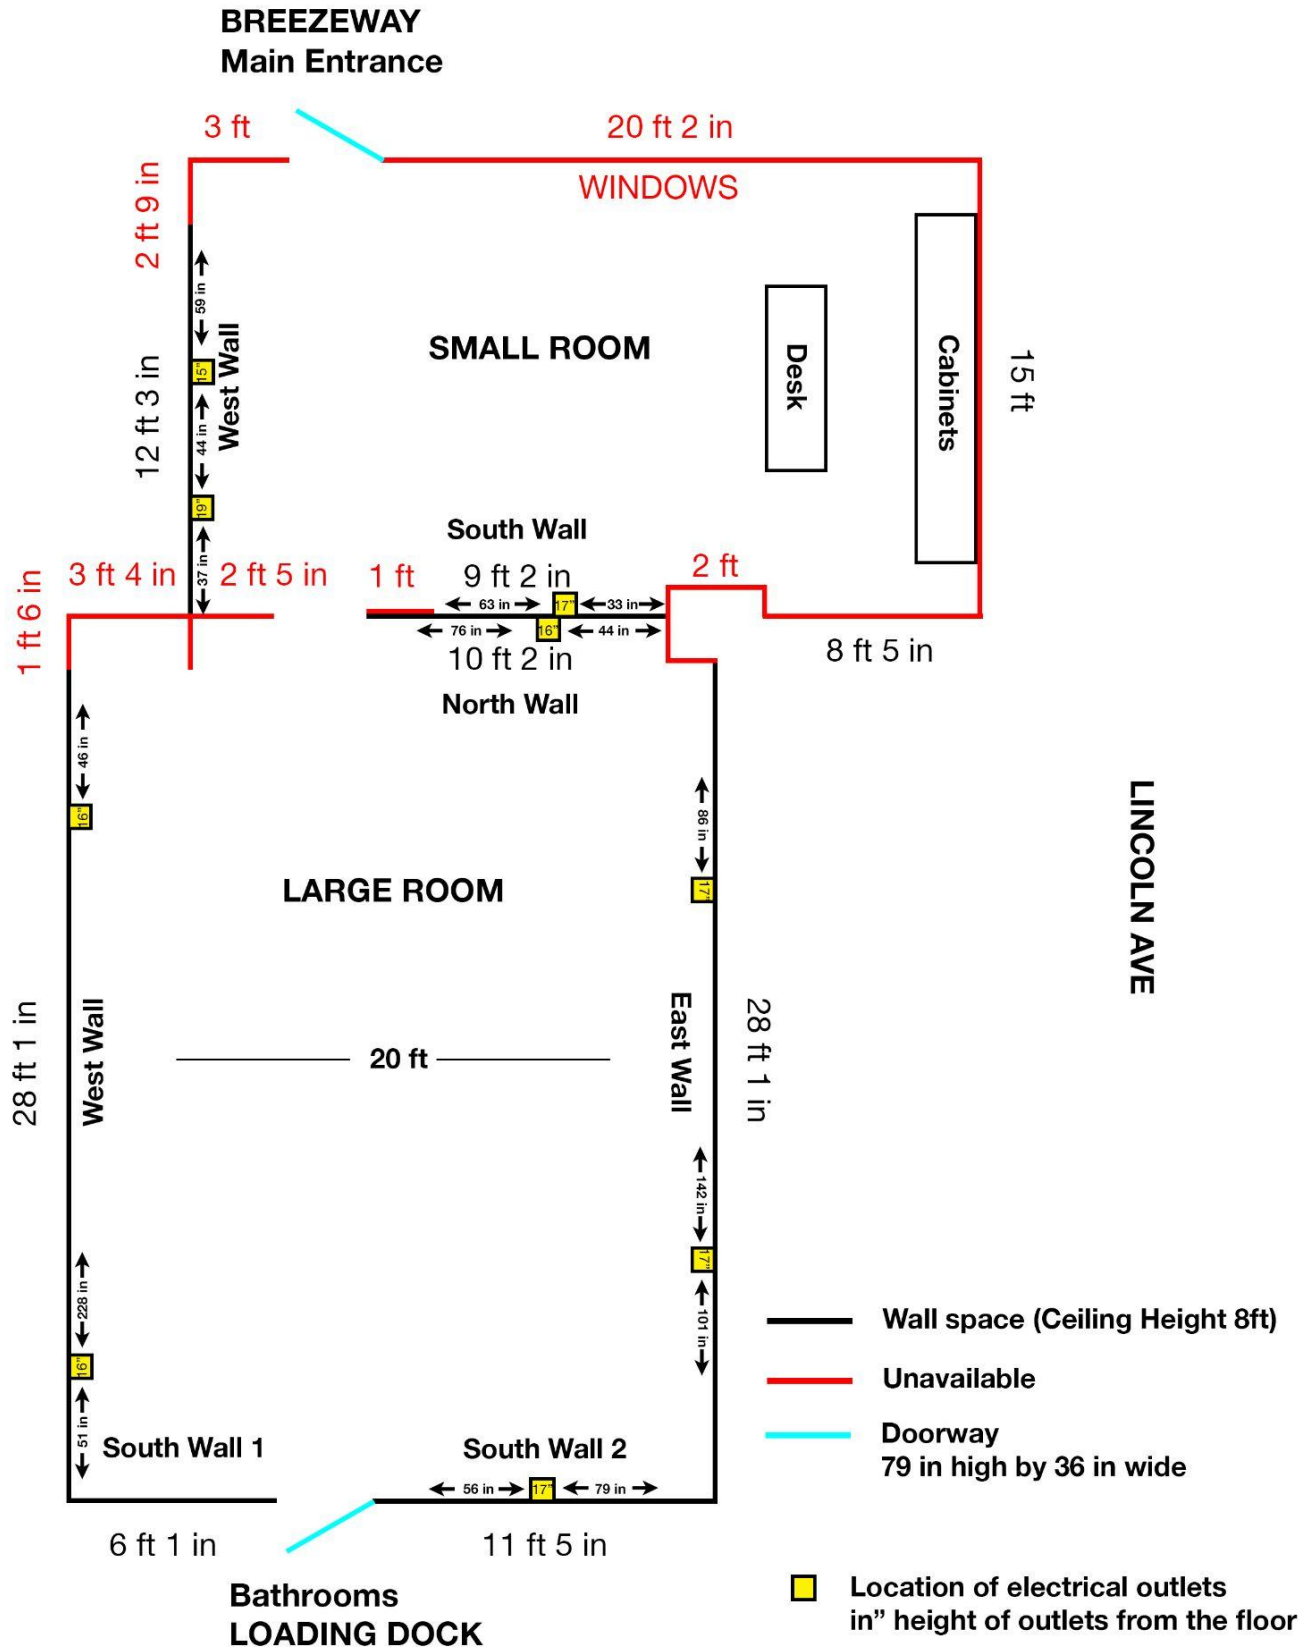 BREEZEWAY
Main Entrance
3 ft
20 ft 2 in
WINDOWS
2 ft 9 in
59 in
West Wall
15"
12 ft 3 in
44 in
19"
37 in
SMALL ROOM
Desk
Cabinets
15 ft
South Wall
1 ft 6 in
3 ft 4 in
2 ft 5 in
1 ft
9 ft 2 in
2 ft
63 in
17"
33 in
76 in
16"
44 in
10 ft 2 in
8 ft 5 in
North Wall
46 in
16"
86 in
17"
LARGE ROOM
LINCOLN AVE
28 ft 1 in
West Wall
20 ft
East Wall
28 ft 1 in
142 in
17"
101 in
228 in
16"
51 in
South Wall 1
South Wall 2
56 in
17"
79 in
6 ft 1 in
11 ft 5 in
Bathrooms
LOADING DOCK
Wall space (Ceiling Height 8ft)
Unavailable
Doorway
79 in high by 36 in wide
Location of electrical outlets
in” height of outlets from the floor